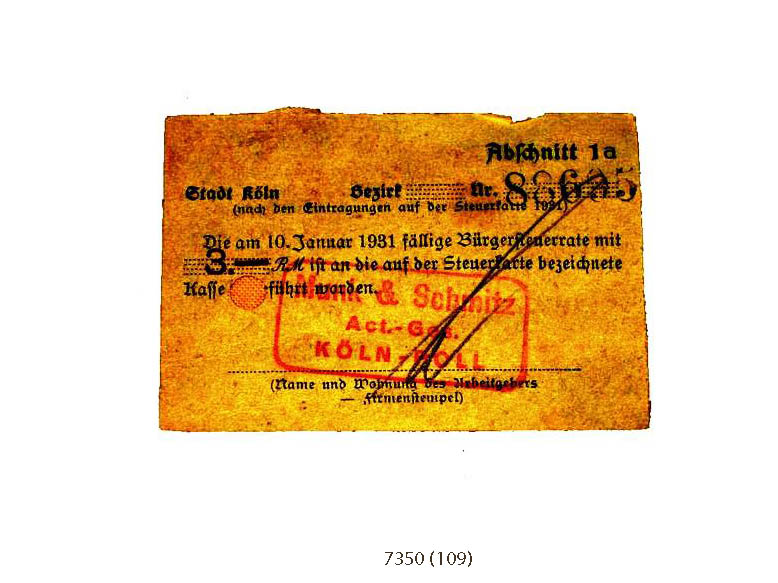 Abschnitt 1a
Stadt Köln Bezirk Nr.
(nach den Eintragungen auf der Steuerkarte 1931)
Die am 10. Januar 1931 fällige Bürgersteuerrate mit
3.— RM ist an die auf der Steuerkarte bezeichnete
Kasse führt worden.
Munk & Schmitz
Act.-Ges.
KÖLN-POLL
(Name und Wohnung des Arbeitgebers
— Firmenstempel)
7350 (109)